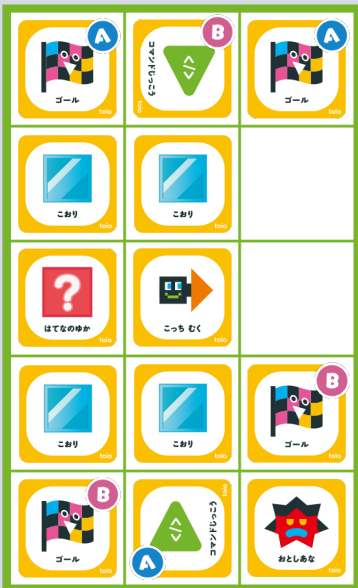 A
ゴール
toio
B
コマンドじっこう
</>
toio
A
ゴール
toio
こおり
toio
こおり
toio
?
はてなのゆか
toio
こっち むく
toio
こおり
toio
こおり
toio
B
ゴール
toio
B
ゴール
toio
A
コマンドじっこう
</>
toio
おとしあな
toio